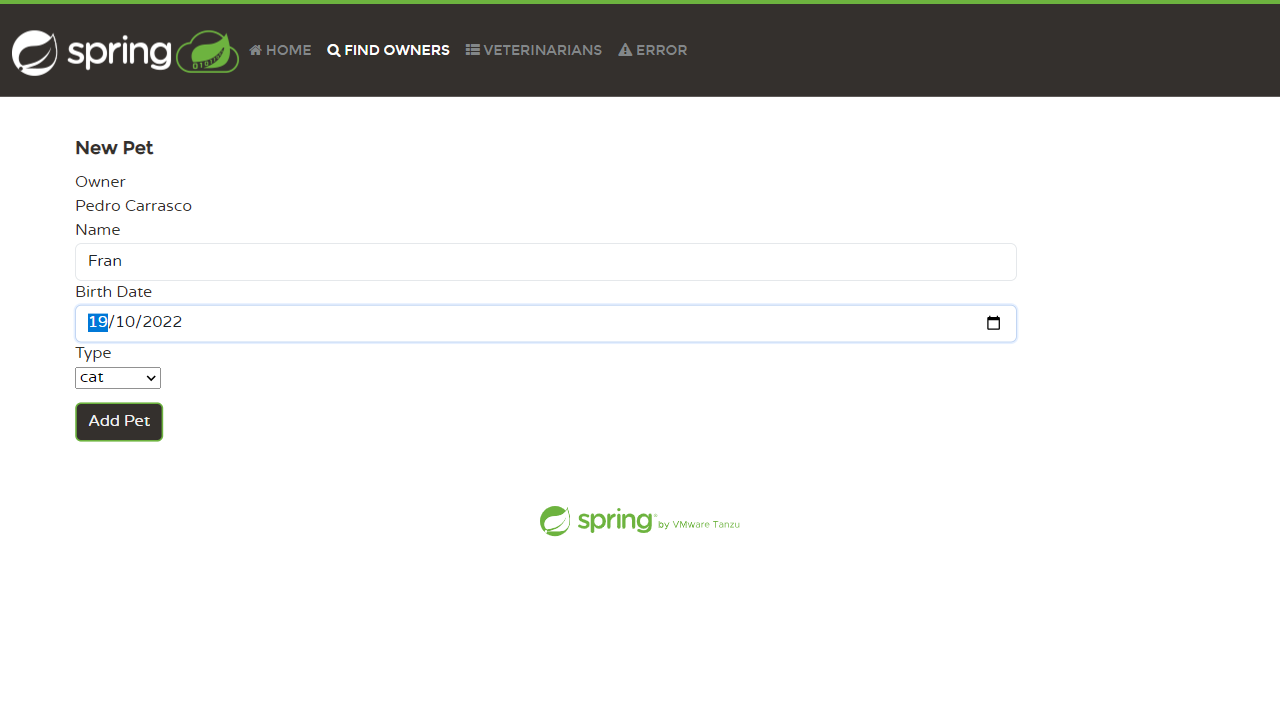 spring HOME FIND OWNERS VETERINARIANS ERROR
New Pet
Owner
Pedro Carrasco
Name
Fran
Birth Date
19/10/2022
Type
cat
Add Pet
spring by VMware Tanzu